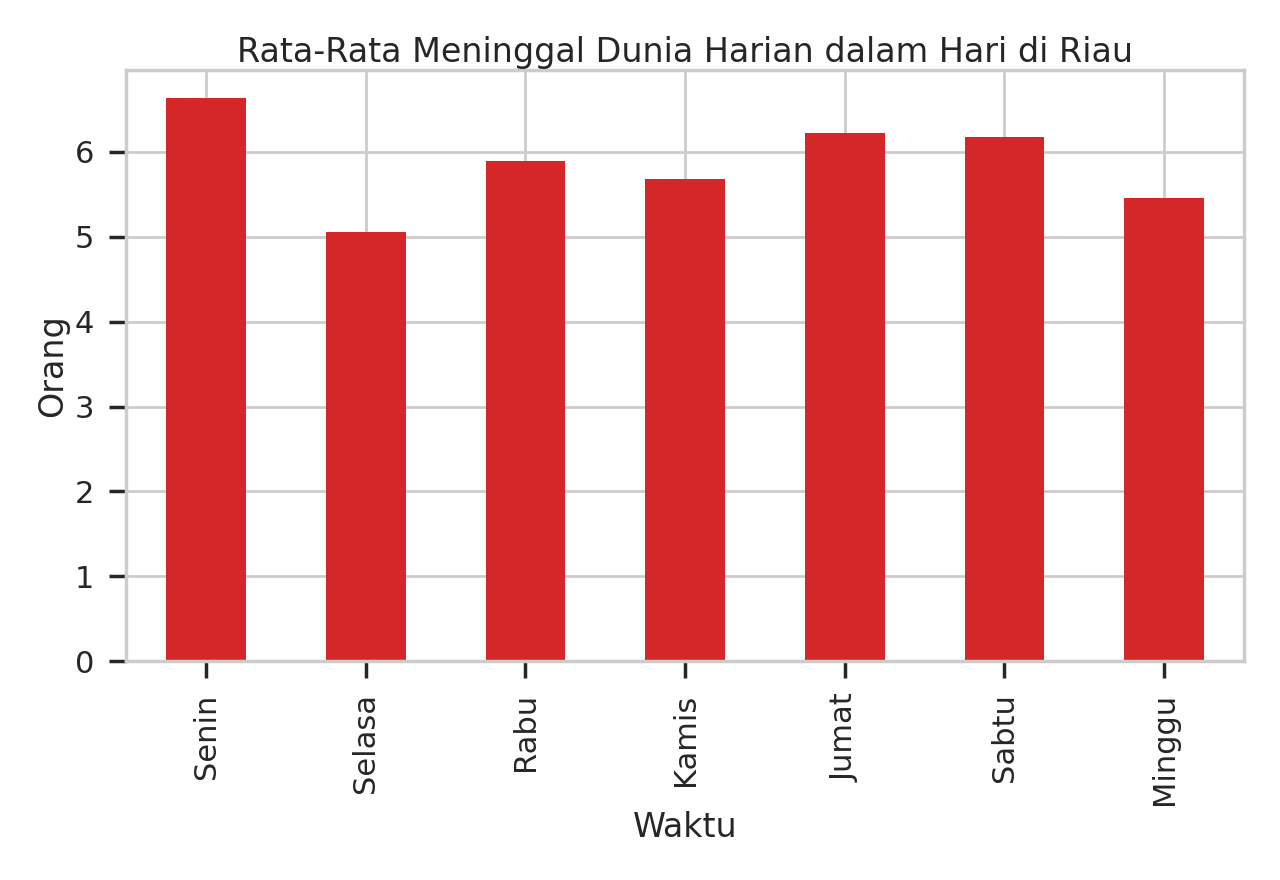 Rata-Rata Meninggal Dunia Harian dalam Hari di Riau
Orang
6
5
4
3
2
1
0
Senin
Selasa
Rabu
Kamis
Jumat
Sabtu
Minggu
Waktu